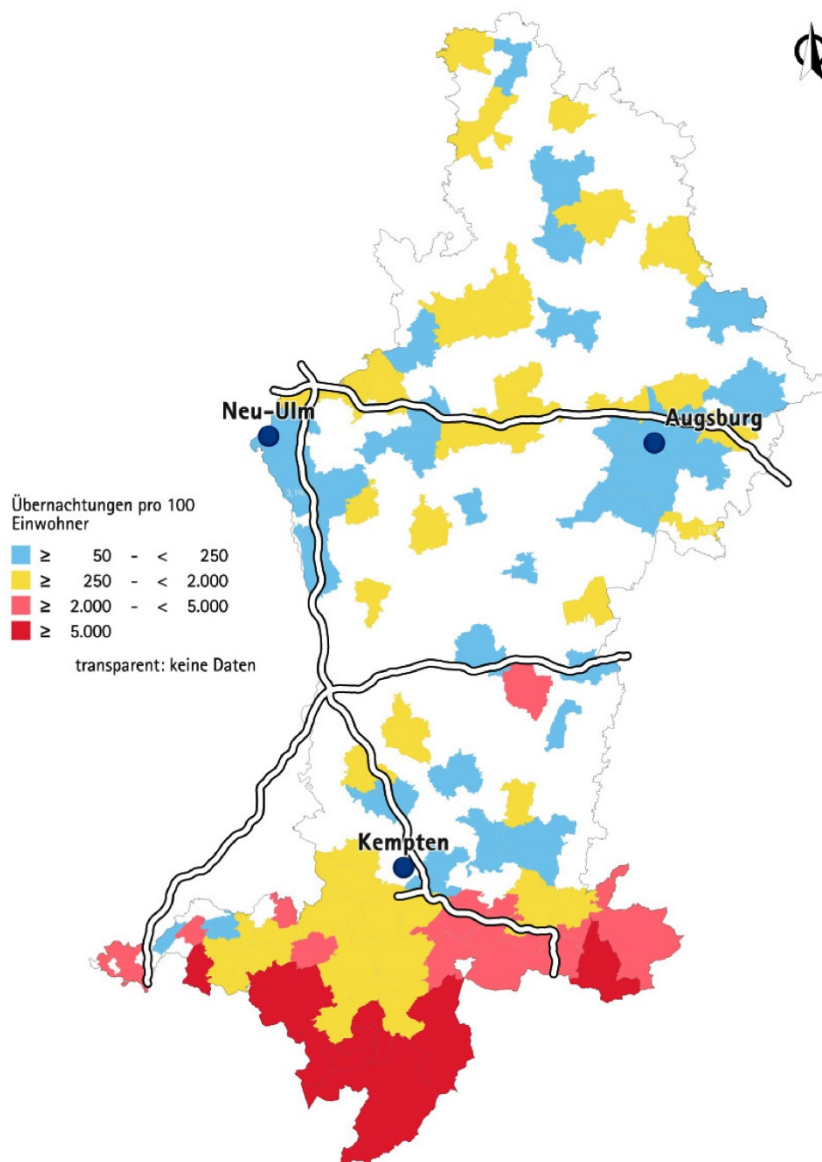 Neu-Ulm
Augsburg
Übernachtungen pro 100
Einwohner
≥ 50 - < 250
≥ 250 - < 2.000
≥ 2.000 - < 5.000
≥ 5.000
transparent: keine Daten
Kempten